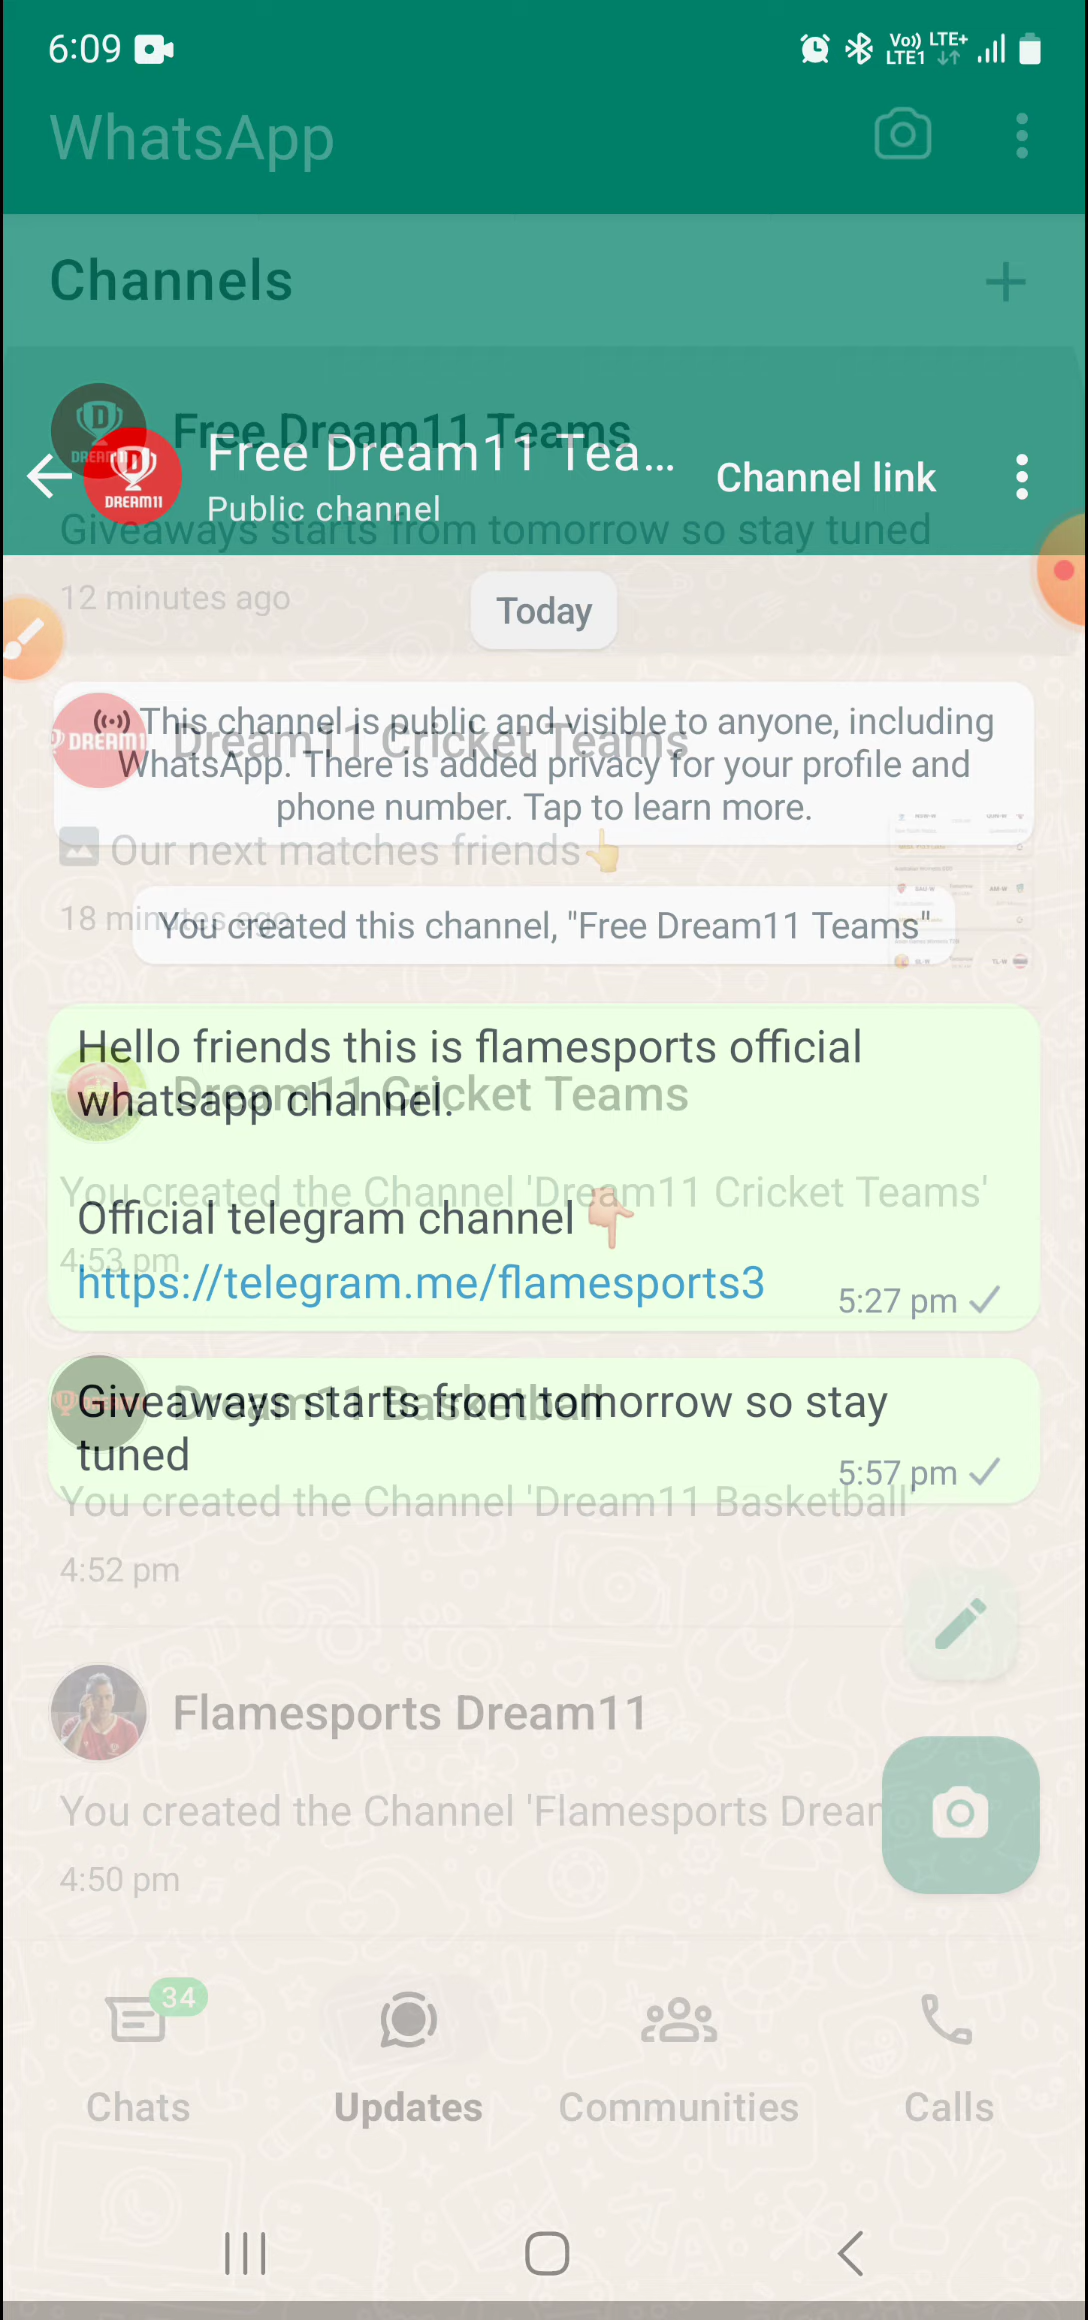 6:09
Vo)) LTE+
LTE1
WhatsApp
Channels
Free Dream11 Teams
Free Dream11 Tea...
Channel link
DREAM11
Public channel
Giveaways starts from tomorrow so stay tuned
12 minutes ago
Today
This channel is public and visible to anyone, including
DREAM11
Dream11 Cricket Teams
WhatsApp. There is added privacy for your profile and
phone number. Tap to learn more.
Our next matches friends👆
18 minutes ago
You created this channel, "Free Dream11 Teams"
Hello friends this is flamesports official
whatsapp channel.
Dream11 Cricket Teams
You created the Channel 'Dream11 Cricket Teams'
Official telegram channel👇
4:53 pm
https://telegram.me/flamesports3
5:27 pm
Giveaways starts from tomorrow so stay
Dream11 Basketball
tuned
5:57 pm
You created the Channel 'Dream11 Basketball'
4:52 pm
Flamesports Dream11
You created the Channel 'Flamesports Dream
4:50 pm
34
Chats
Updates
Communities
Calls